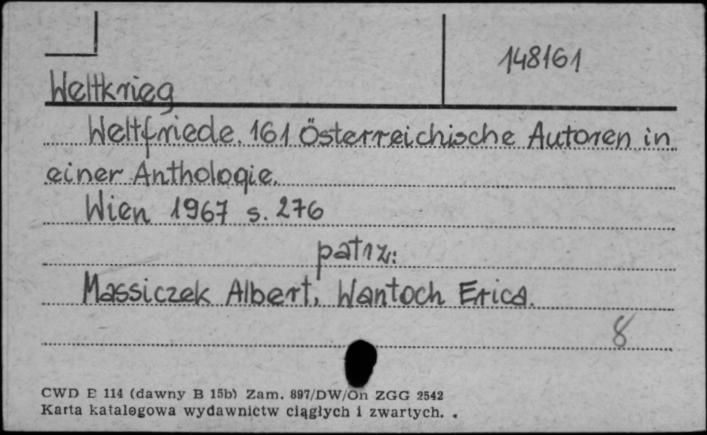 148161
Weltkrieg
Weltfriede. 161 Österreichische Autoren in
einer Anthologie.
Wien 1967 s. 276
patrz:
Massiczek Albert, Wantoch Erica.
8
CWD E 114 (dawny B 15b) Zam. 897/DW/On ZGG 2542
Karta katalogowa wydawnictw ciągłych i zwartych.